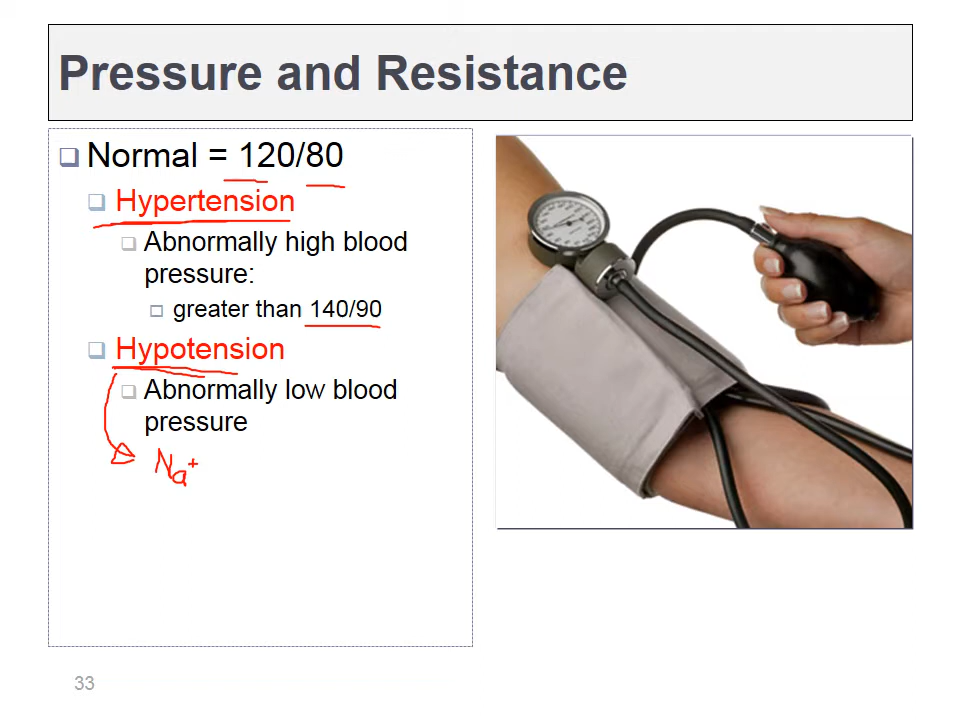 Pressure and Resistance
Normal = 120/80
Hypertension
Abnormally high blood
pressure:
greater than 140/90
Hypotension
Abnormally low blood
pressure
Na+
33